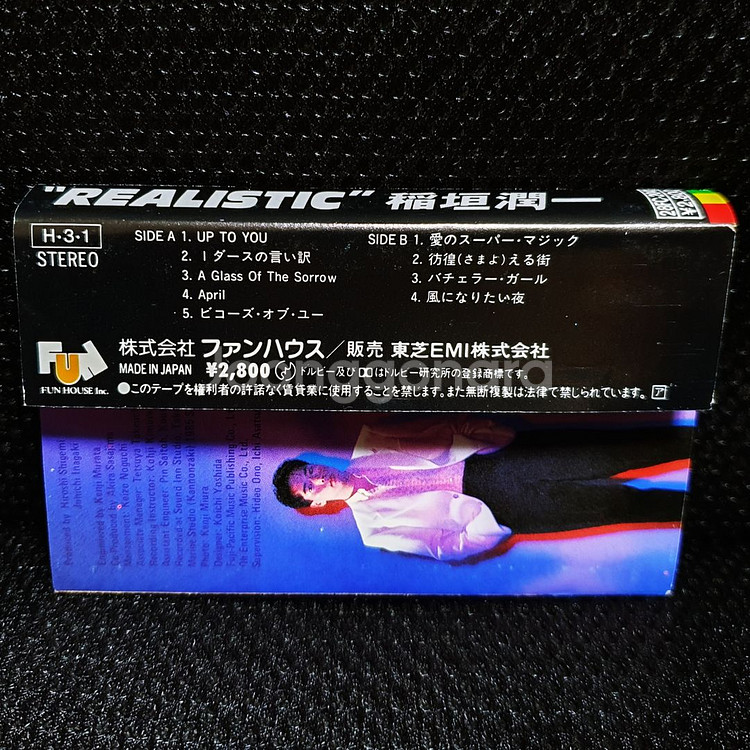 "REALISTIC" 稲垣潤一
H・3・1
STEREO
SIDE A 1. UP TO YOU
2. 1ダースの言い訳
3. A Glass Of The Sorrow
4. April
5. ビコーズ・オブ・ユー
SIDE B 1. 愛のスーパー・マジック
2. 彷徨(さまよ)える街
3. バチェラー・ガール
4. 風になりたい夜
FUN
FUN HOUSE Inc.
株式会社 ファンハウス／販売 東芝EMI株式会社
MADE IN JAPAN ¥2,800 ドルビー及び はドルビー研究所の登録商標です。
●このテープを権利者の許諾なく賃貸業に使用することを禁じます。また無断複製は法律で禁じられています。 ア
Engineered by Kunji Murata
Co-Produced by Akira Sasajima
Photo: Kenji Miura
Designer: Koichi Yoshida
Fuji Pacific Music Publishing Co.,